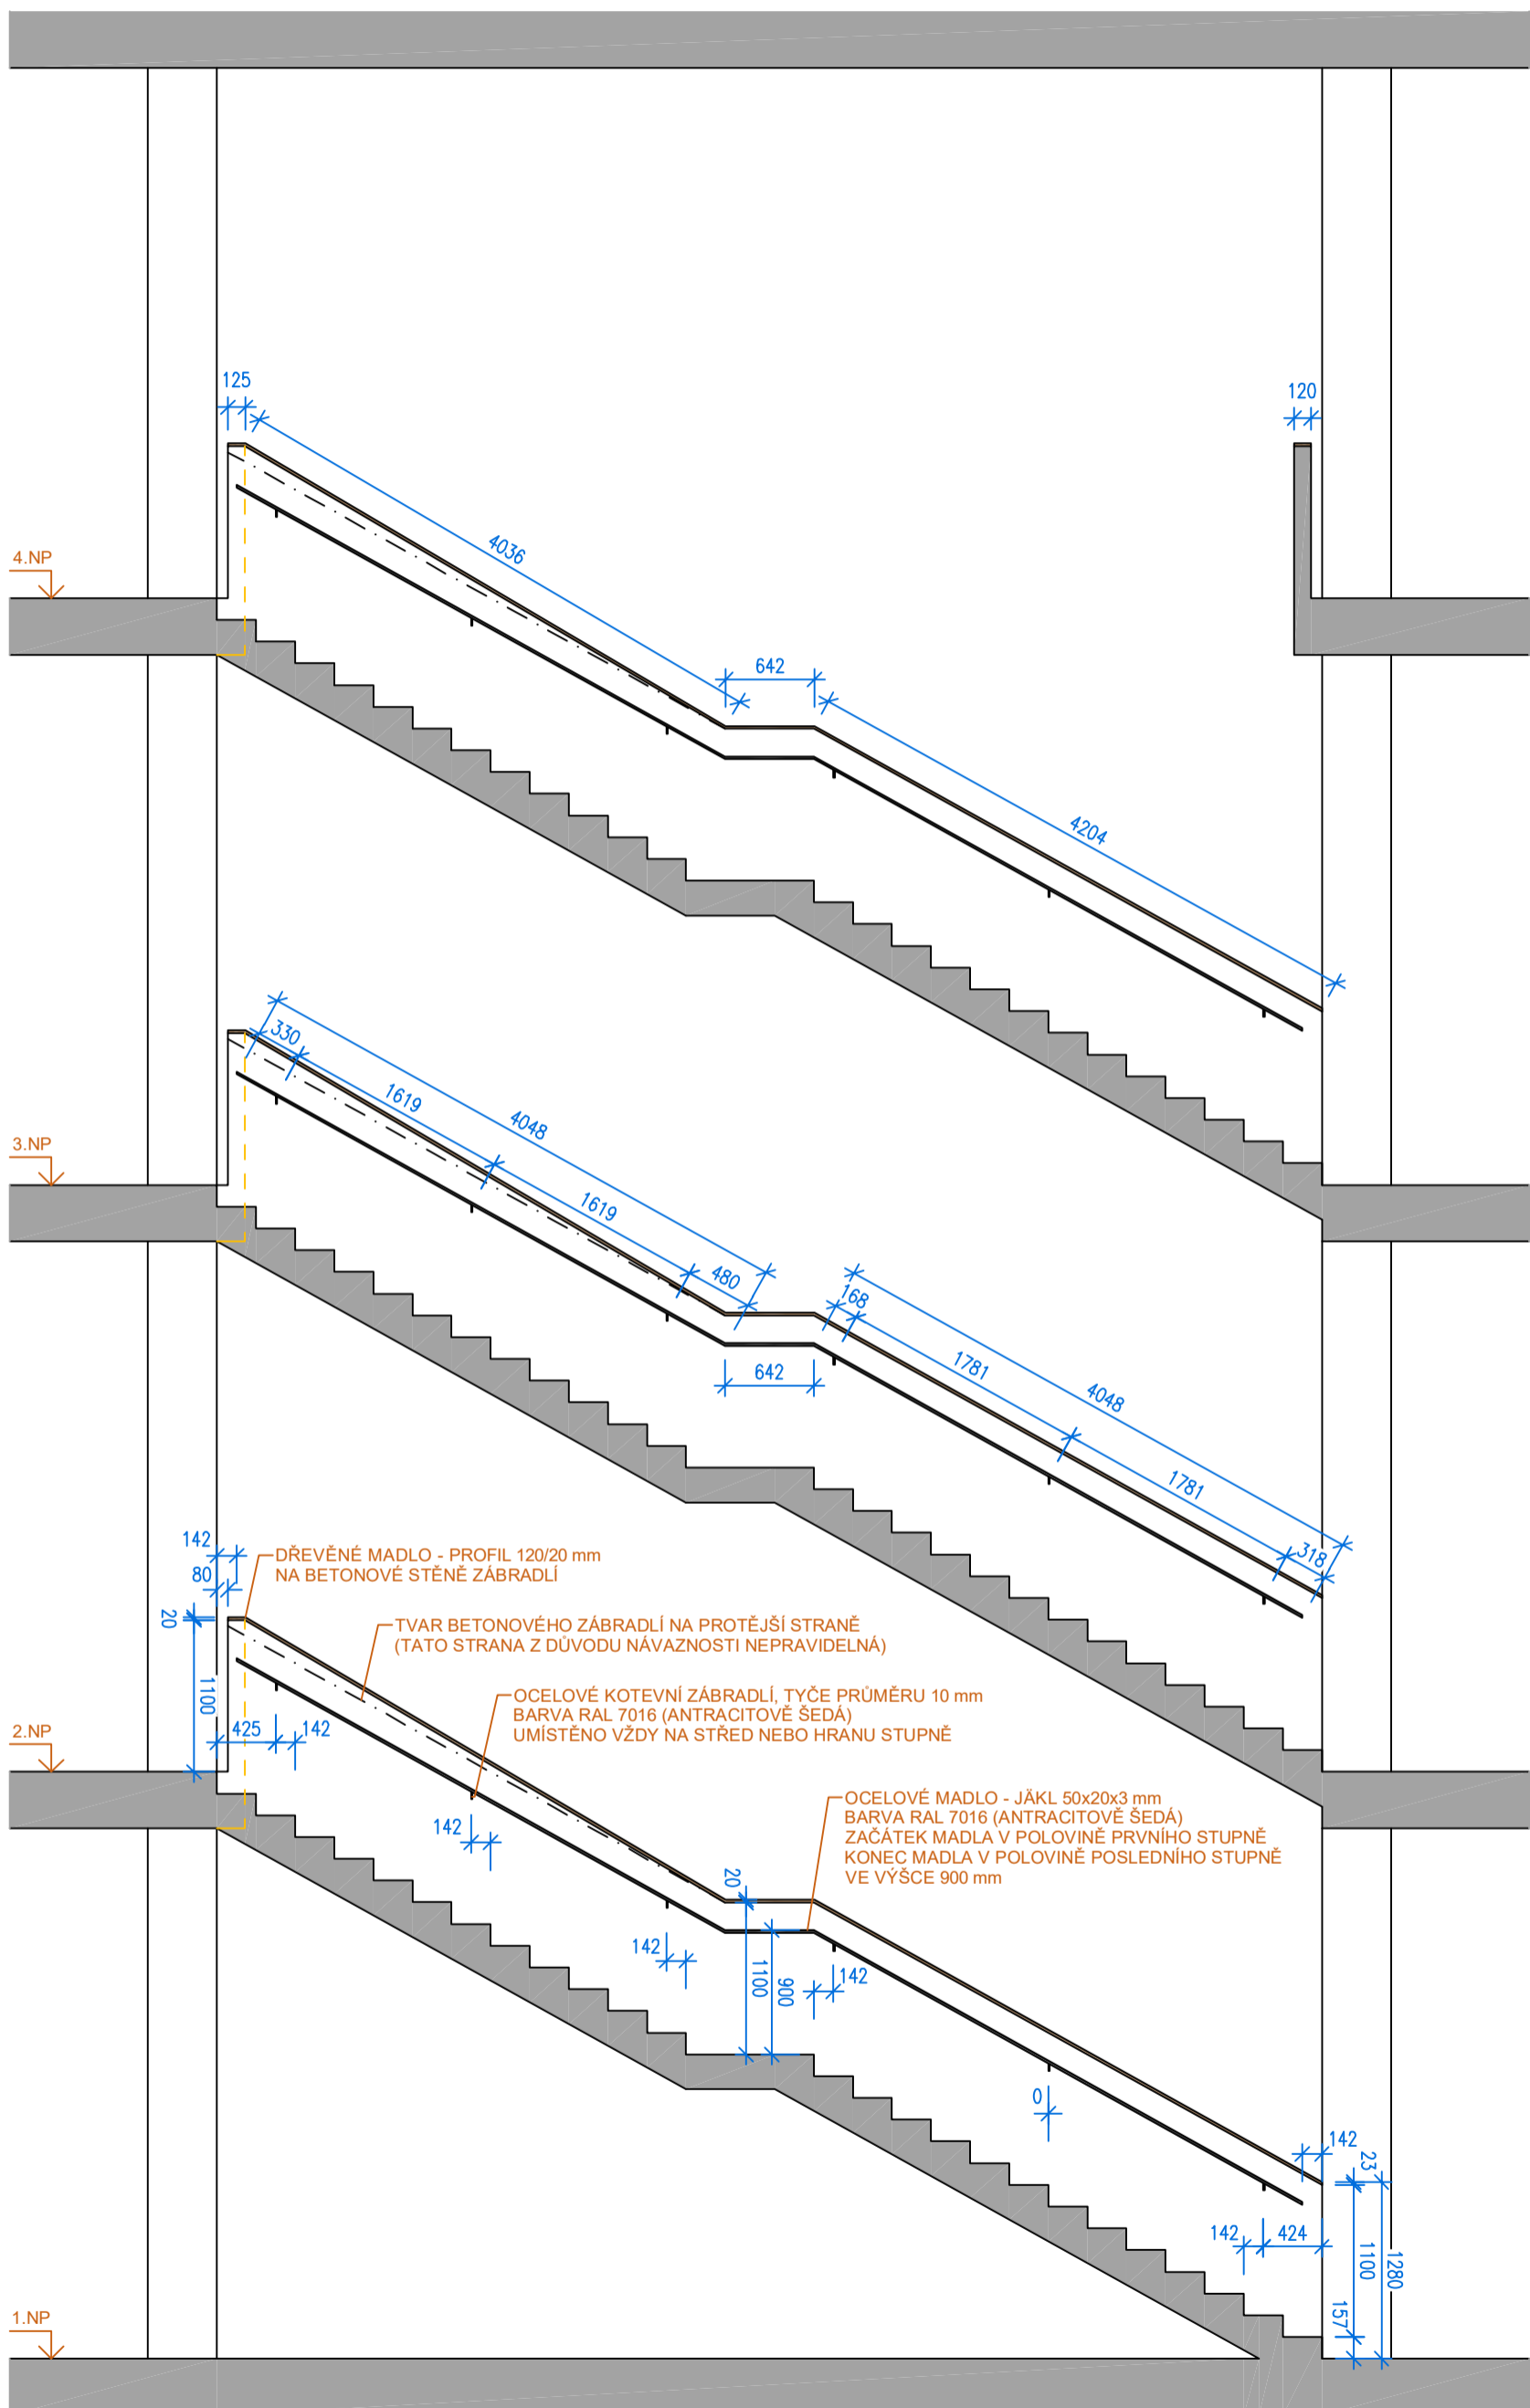 125
120
4036
4.NP
642
4204
330
1619
4048
3.NP
1619
480
168
642
1781
4048
1781
318
142
DŘEVĚNÉ MADLO - PROFIL 120/20 mm
NA BETONOVÉ STĚNĚ ZÁBRADLÍ
80
20
TVAR BETONOVÉHO ZÁBRADLÍ NA PROTĚJŠÍ STRANĚ
(TATO STRANA Z DŮVODU NÁVAZNOSTI NEPRAVIDELNÁ)
1100
OCELOVÉ KOTEVNÍ ZÁBRADLÍ, TYČE PRŮMĚRU 10 mm
BARVA RAL 7016 (ANTRACITOVĚ ŠEDÁ)
UMÍSTĚNO VŽDY NA STŘED NEBO HRANU STUPNĚ
2.NP
425
142
OCELOVÉ MADLO - JÄKL 50x20x3 mm
BARVA RAL 7016 (ANTRACITOVĚ ŠEDÁ)
ZAČÁTEK MADLA V POLOVINĚ PRVNÍHO STUPNĚ
KONEC MADLA V POLOVINĚ POSLEDNÍHO STUPNĚ
VE VÝŠCE 900 mm
142
20
142
1100
900
142
0
142
23
142
424
1100
1280
157
1.NP